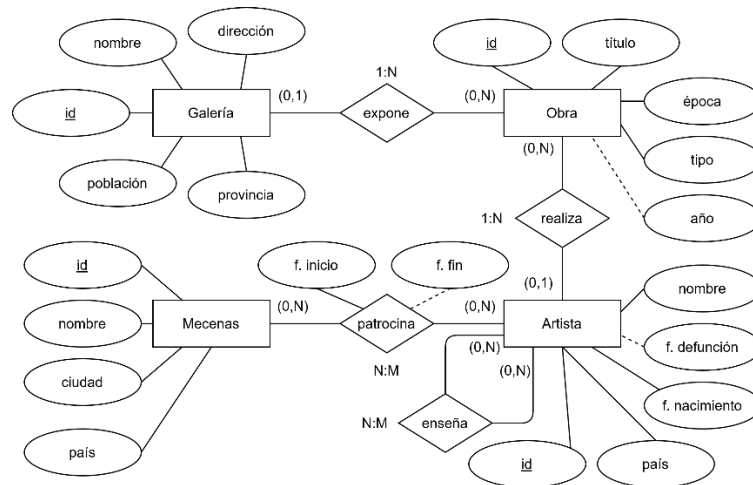 nombre
dirección
id
Galería
población
provincia
(0,1)
1:N
expone
(0,N)
id
título
Obra
época
tipo
año
(0,N)
1:N
realiza
(0,1)
id
nombre
Mecenas
ciudad
país
f. inicio
f. fin
(0,N)
patrocina
(0,N)
N:M
Artista
nombre
f. defunción
f. nacimiento
id
país
(0,N)
(0,N)
N:M
enseña